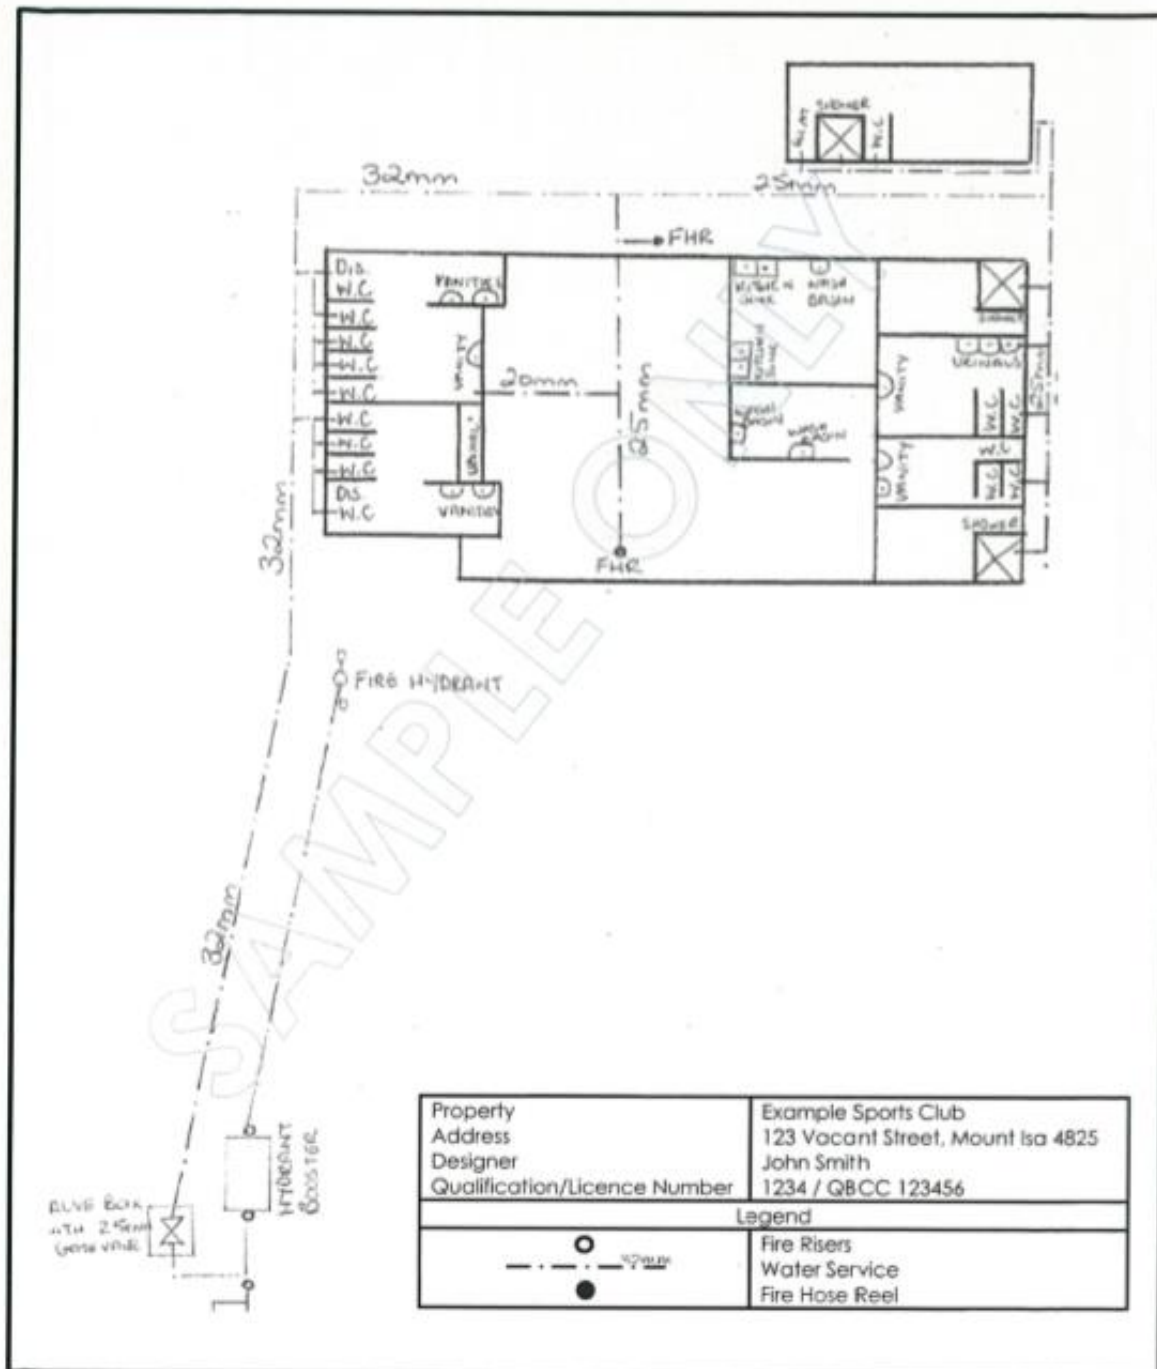 SHOWER
W.C
32mm
25mm
FHR
DIS.
W.C
W.C
W.C
W.C
W.C
W.C
W.C
W.C
DIS.
W.C
VANITIES
VANITY
20mm
VANITIES
25mm
FHR
KITCHEN
SINK
WASH
BASIN
KITCHEN
SINK
BASIN
WASH
BASIN
SHOWER
URINALS
VANITY
W.C
W.C
W.C
VANITY
W.C
W.C
SHOWER
25mm
32mm
FIRE HYDRANT
32mm
SAMPLE ONLY
HYDRANT
BOOSTER
Property Example Sports Club
Address 123 Vacant Street, Mount Isa 4825
Designer John Smith
Qualification/Licence Number 1234 / QBCC 123456
Legend
Fire Risers
32mm Water Service
Fire Hose Reel